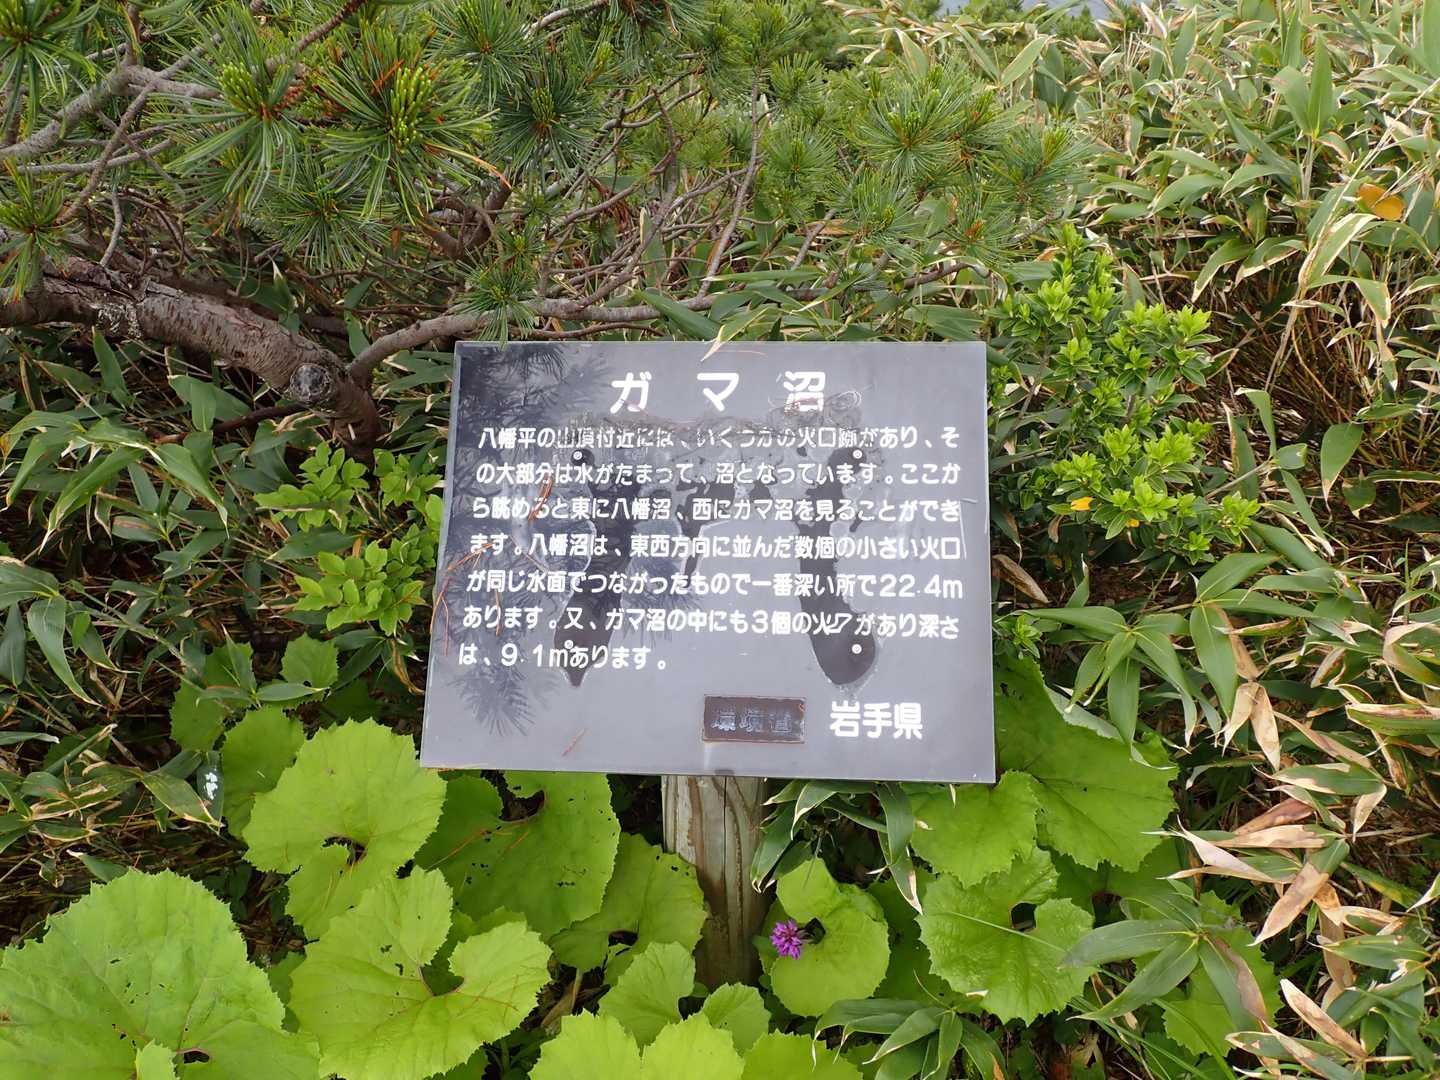 ガマ沼
八幡平の山頂付近には、いくつかの火口跡があり、そ
の大部分は水がたまって、沼となっています。ここか
ら眺めると東に八幡沼、西にガマ沼を見ることができ
ます。八幡沼は、東西方向に並んだ数個の小さい火口
が同じ水面でつながったもので一番深い所で22.4m
あります。又、ガマ沼の中にも3個の火口があり深さ
は、9.1mあります。
環境省 岩手県